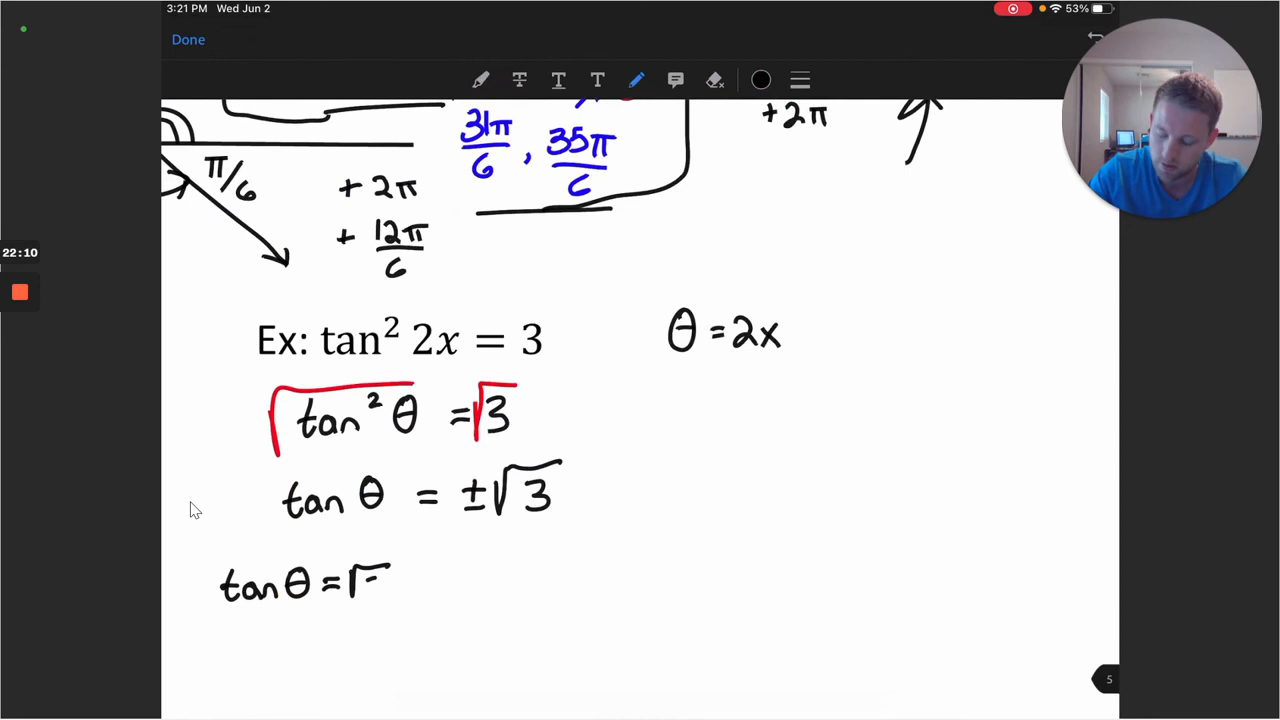 3:21 PM Wed Jun 2
53%
Done
T T T
31π/6 , 35π/6
+2π
π/6
+ 2π
+ 12π/6
22:10
Ex: tan² 2x = 3
θ = 2x
√tan² θ = √3
tan θ = ±√3
tan θ = √
5